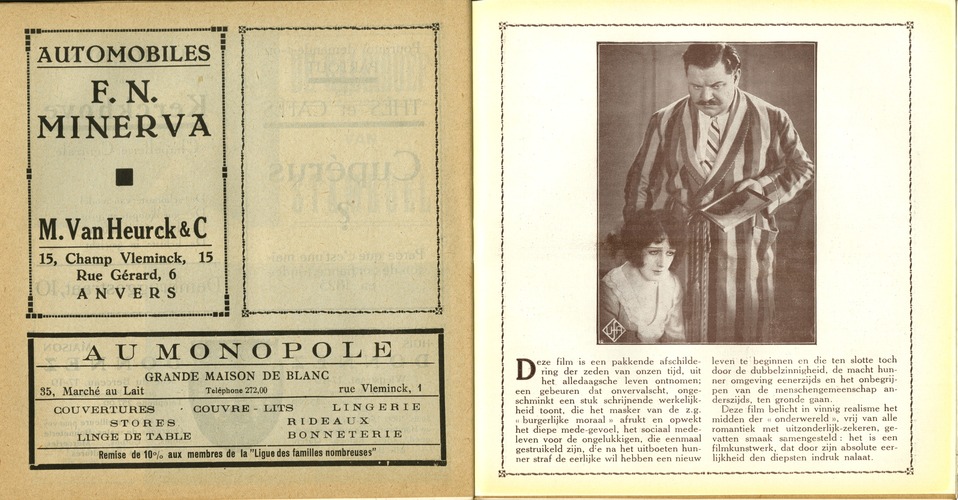 AUTOMOBILES
F. N.
MINERVA
M. Van Heurck & C
15, Champ Vleminck, 15
Rue Gérard, 6
ANVERS
AU MONOPOLE
GRANDE MAISON DE BLANC
35, Marché au Lait Téléphone 272,00 rue Vleminck, 1
COUVERTURES · COUVRE-LITS LINGERIE
STORES RIDEAUX
LINGE DE TABLE BONNETERIE
Remise de 10% aux membres de la "Ligue des familles nombreuses"
UFA
Deze film is een pakkende afschilde-
ring der zeden van onzen tijd, uit
het alledaagsche leven ontnomen;
een gebeuren dat onvervalscht, onge-
schminkt een stuk schrijnende werkelijk-
heid toont, die het masker van de z.g.
« burgerlijke moraal » afrukt en opwekt
het diepe mede-gevoel, het sociaal mede-
leven voor de ongelukkigen, die eenmaal
gestruikeld zijn, die na het uitboeten hun-
ner straf de eerlijke wil hebben een nieuw
leven te beginnen en die ten slotte toch
door de dubbelzinnigheid, de macht hun-
ner omgeving eenerzijds en het onbegrij-
pen van de menschengemeenschap an-
derszijds, ten gronde gaan.
Deze film belicht in vinnig realisme het
midden der « onderwereld », vrij van alle
romantiek met uitzonderlijk-zekeren, ge-
vatten smaak samengesteld : het is een
filmkunstwerk, dat door zijn absolute eer-
lijkheid den diepsten indruk nalaat.